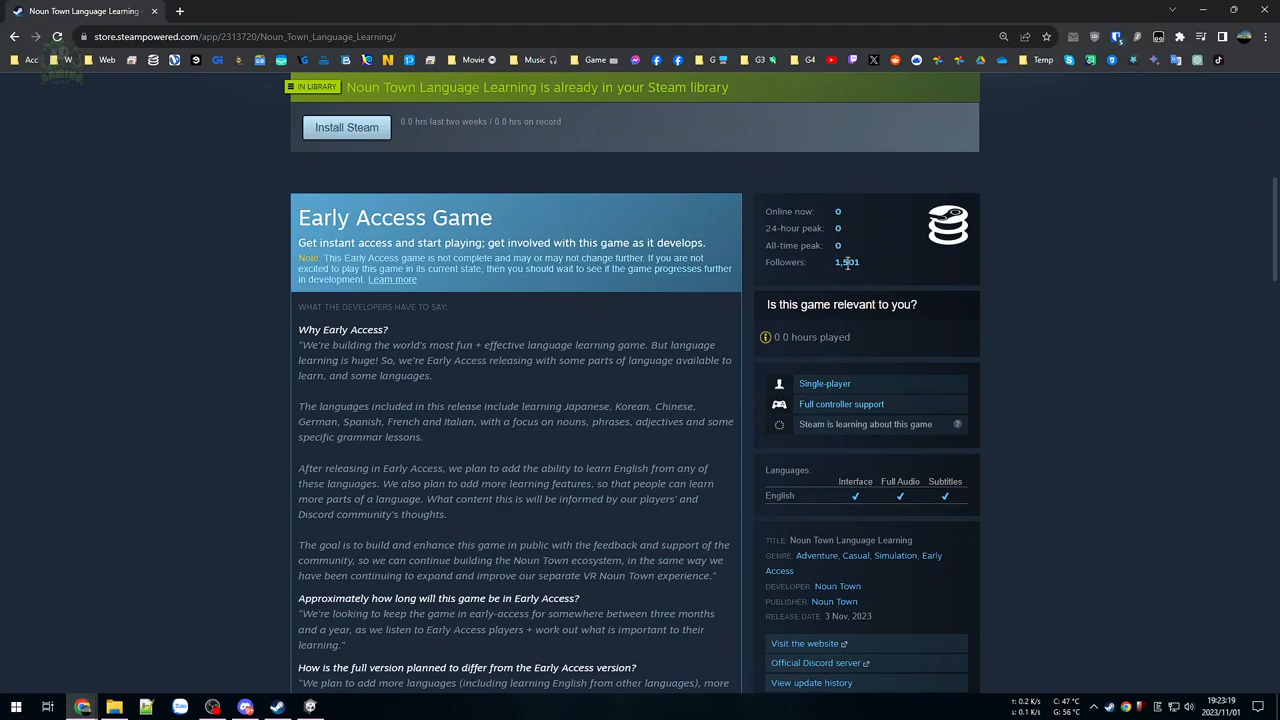 Noun Town Language Learning
store.steampowered.com/app/2313720/Noun_Town_Language_Learning/
Acc
W
G
B
Movie
Music
Game
G3
G4
Temp
IN LIBRARY
Noun Town Language Learning is already in your Steam library
Install Steam
0.0 hrs last two weeks / 0.0 hrs on record
Early Access Game
Get instant access and start playing; get involved with this game as it develops.
Note: This Early Access game is not complete and may or may not change further. If you are not
excited to play this game in its current state, then you should wait to see if the game progresses further
in development. Learn more
WHAT THE DEVELOPERS HAVE TO SAY:
Why Early Access?
"We're building the world's most fun + effective language learning game. But language
learning is huge! So, we're Early Access releasing with some parts of language available to
learn, and some languages.
The languages included in this release include learning Japanese, Korean, Chinese,
German, Spanish, French and Italian, with a focus on nouns, phrases, adjectives and some
specific grammar lessons.
After releasing in Early Access, we plan to add the ability to learn English from any of
these languages. We also plan to add more learning features, so that people can learn
more parts of a language. What content this is will be informed by our players' and
Discord community's thoughts.
The goal is to build and enhance this game in public with the feedback and support of the
community, so we can continue building the Noun Town ecosystem, in the same way we
have been continuing to expand and improve our separate VR Noun Town experience."
Approximately how long will this game be in Early Access?
"We're looking to keep the game in early-access for somewhere between three months
and a year, as we listen to Early Access players + work out what is important to their
learning."
How is the full version planned to differ from the Early Access version?
"We plan to add more languages (including learning English from other languages), more
Online now: 0
24-hour peak: 0
All-time peak: 0
Followers:
Is this game relevant to you?
0.0 hours played
Single-player
Full controller support
Steam is learning about this game ?
Languages:
Interface Full Audio Subtitles
English ✔ ✔ ✔
TITLE: Noun Town Language Learning
GENRE: Adventure, Casual, Simulation, Early
Access
DEVELOPER: Noun Town
PUBLISHER: Noun Town
RELEASE DATE: 3 Nov, 2023
Visit the website
Official Discord server
View update history
Zalo
↑: 0.2 K/s
↓: 0.1 K/s
C: 47 °C
G: 56 °C
19:23:19
2023/11/01